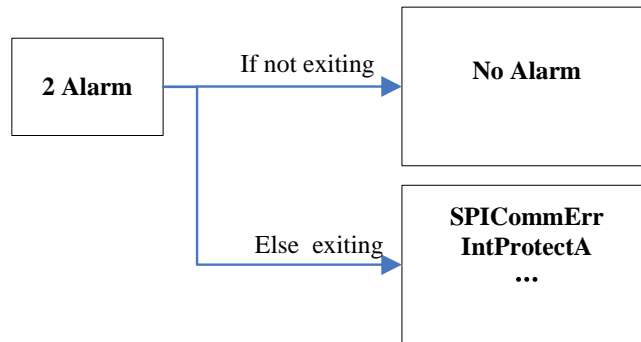 2 Alarm
If not exiting
No Alarm
Else exiting
SPICommErr
IntProtectA
...